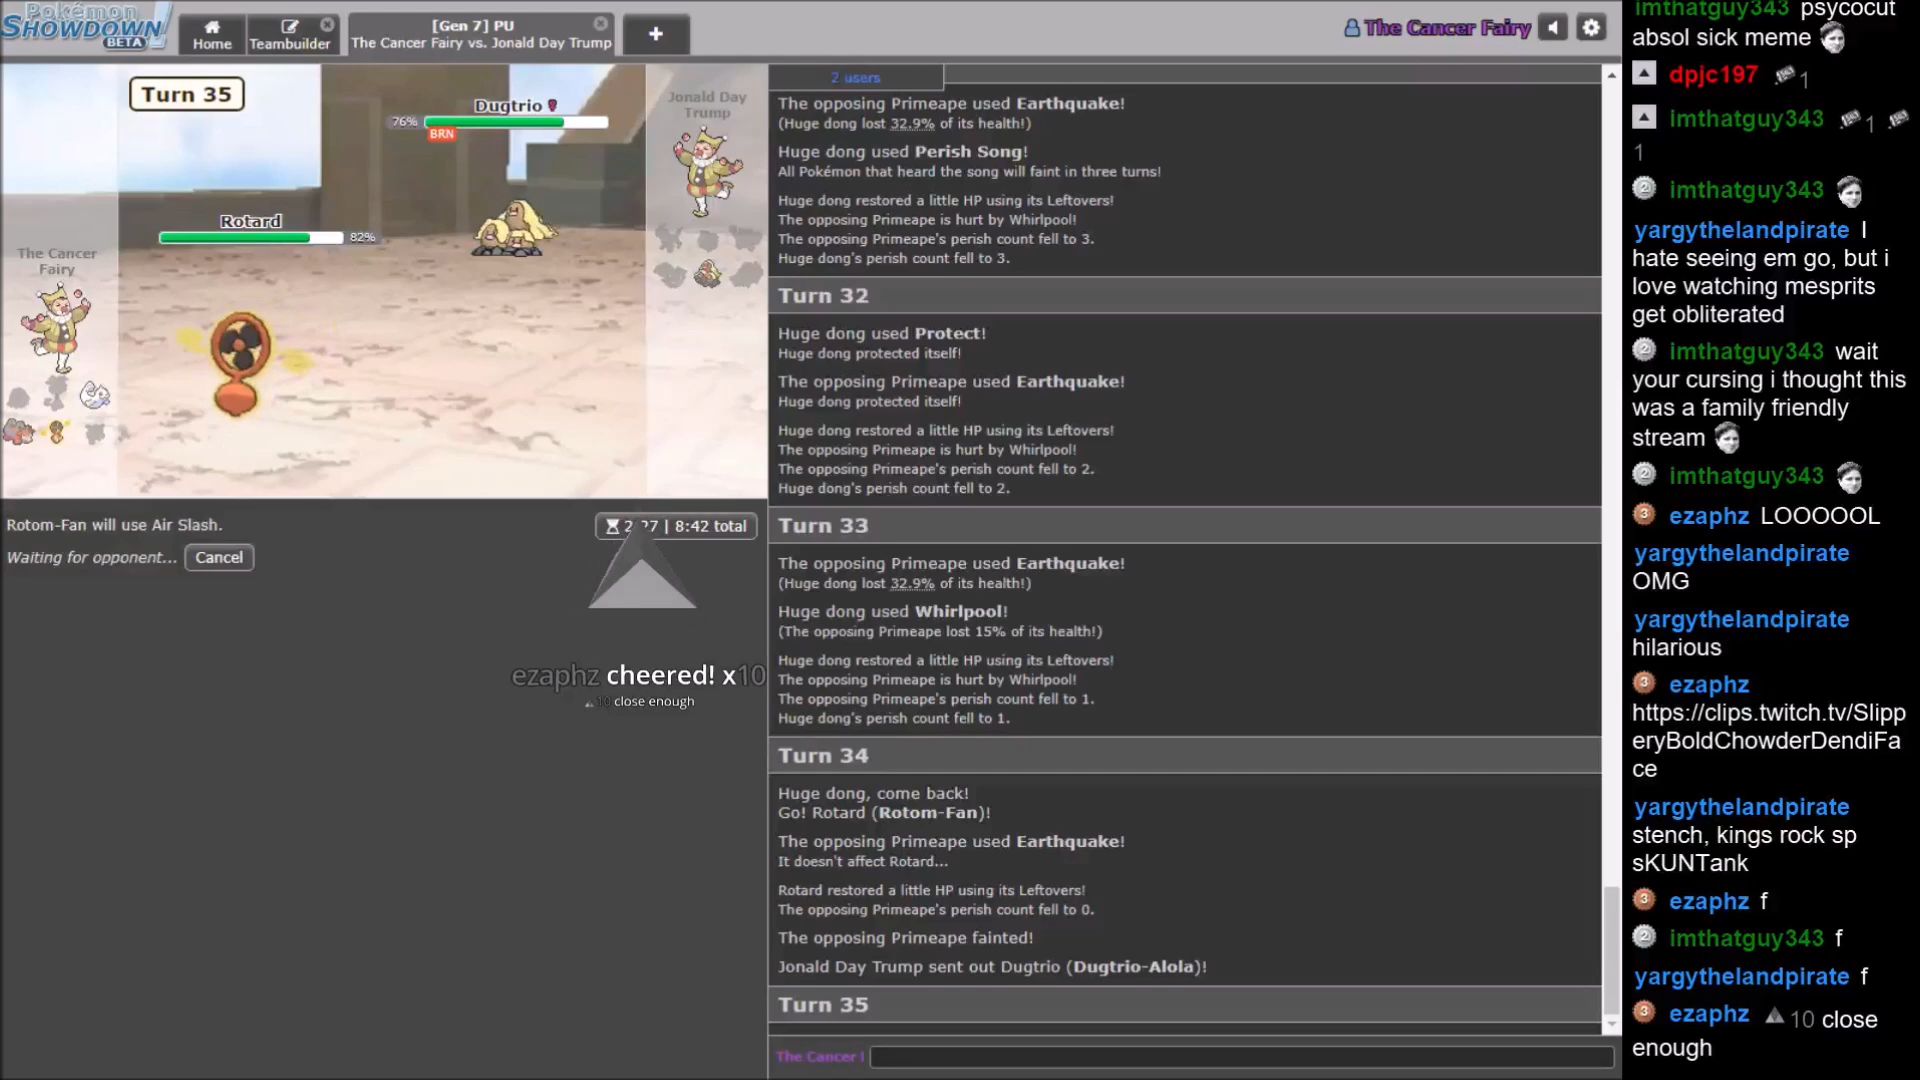 Pokémon
SHOWDOWN!
BETA
Home
Teambuilder
[Gen 7] PU
The Cancer Fairy vs. Jonald Day Trump
The Cancer Fairy
Turn 35
Dugtrio
76%
BRN
Rotard
82%
Jonald Day
Trump
The Cancer
Fairy
Rotom-Fan will use Air Slash.
Waiting for opponent...
Cancel
8:42 total
ezaphz cheered! x10
10 close enough
2 users
The opposing Primeape used Earthquake!
(Huge dong lost 32.9% of its health!)
Huge dong used Perish Song!
All Pokémon that heard the song will faint in three turns!
Huge dong restored a little HP using its Leftovers!
The opposing Primeape is hurt by Whirlpool!
The opposing Primeape's perish count fell to 3.
Huge dong's perish count fell to 3.
Turn 32
Huge dong used Protect!
Huge dong protected itself!
The opposing Primeape used Earthquake!
Huge dong protected itself!
Huge dong restored a little HP using its Leftovers!
The opposing Primeape is hurt by Whirlpool!
The opposing Primeape's perish count fell to 2.
Huge dong's perish count fell to 2.
Turn 33
The opposing Primeape used Earthquake!
(Huge dong lost 32.9% of its health!)
Huge dong used Whirlpool!
(The opposing Primeape lost 15% of its health!)
Huge dong restored a little HP using its Leftovers!
The opposing Primeape is hurt by Whirlpool!
The opposing Primeape's perish count fell to 1.
Huge dong's perish count fell to 1.
Turn 34
Huge dong, come back!
Go! Rotard (Rotom-Fan)!
The opposing Primeape used Earthquake!
It doesn't affect Rotard...
Rotard restored a little HP using its Leftovers!
The opposing Primeape's perish count fell to 0.
The opposing Primeape fainted!
Jonald Day Trump sent out Dugtrio (Dugtrio-Alola)!
Turn 35
The Cancer
imthatguy343 psycocut
absol sick meme
dpjc197 1
imthatguy343 1
1
2 imthatguy343
yargythelandpirate I
hate seeing em go, but i
love watching mesprits
get obliterated
2 imthatguy343 wait
your cursing i thought this
was a family friendly
stream
2 imthatguy343
3 ezaphz LOOOOOL
yargythelandpirate
OMG
yargythelandpirate
hilarious
3 ezaphz
https://clips.twitch.tv/Slipp
eryBoldChowderDendiFa
ce
yargythelandpirate
stench, kings rock sp
sKUNTank
3 ezaphz f
2 imthatguy343 f
yargythelandpirate f
3 ezaphz 10 close
enough